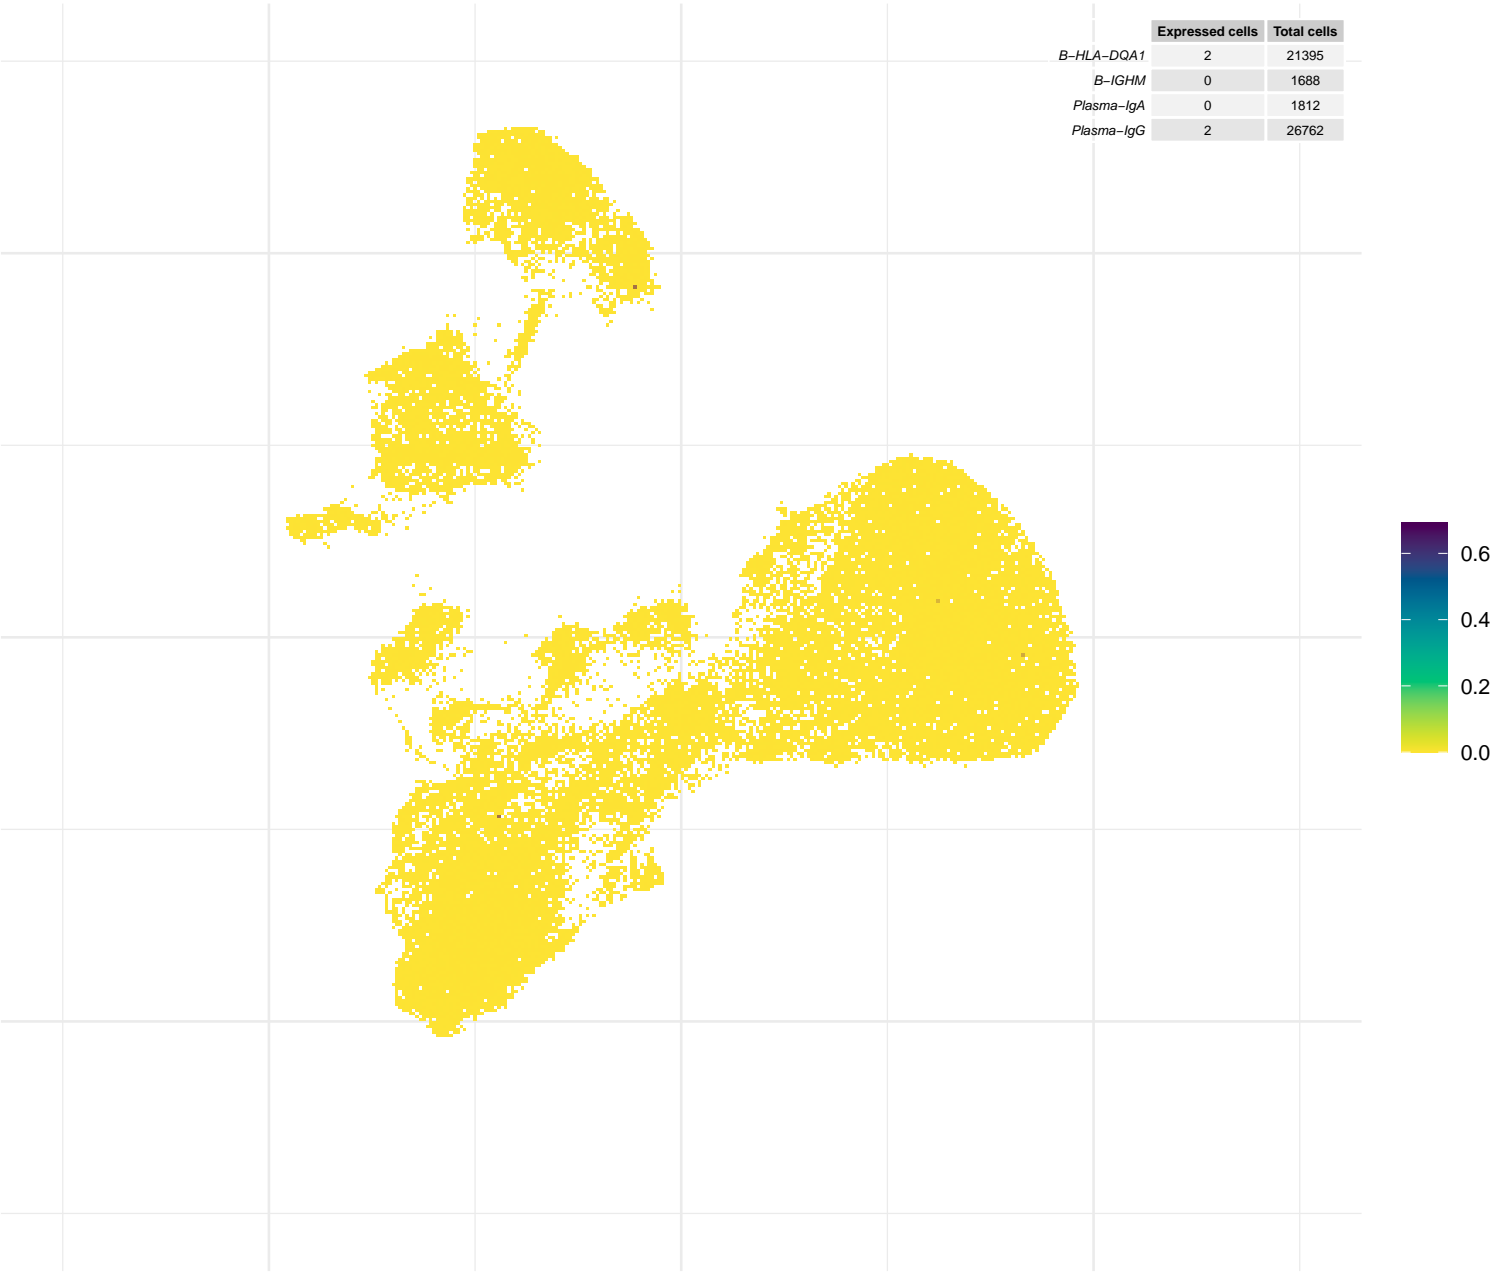 Expressed cells Total cells
B−HLA−DQA1 2 21395
B−IGHM 0 1688
Plasma−IgA 0 1812
Plasma−IgG 2 26762
0.6
0.4
0.2
0.0